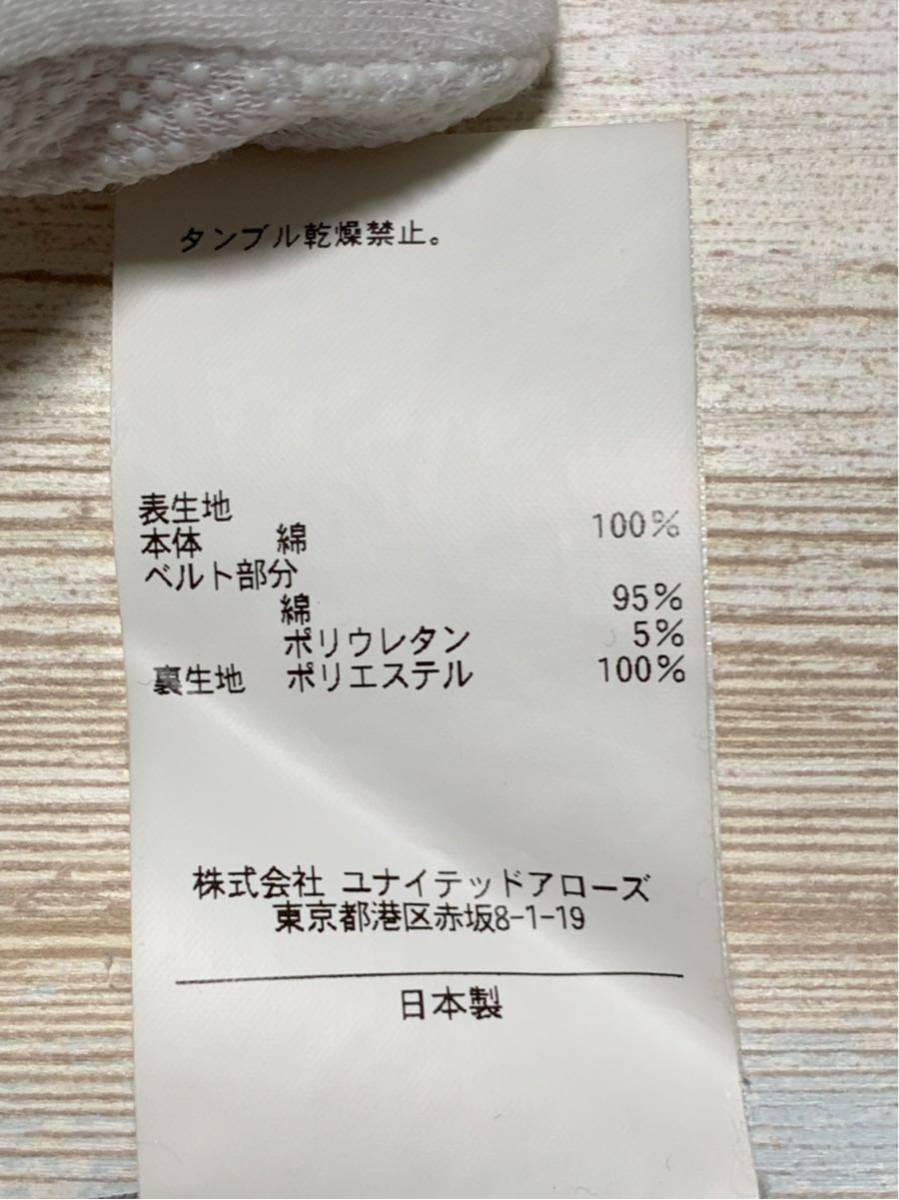 タンブル乾燥禁止。
表生地
本体 綿 100%
ベルト部分
綿 95%
ポリウレタン 5%
裏生地 ポリエステル 100%
株式会社 ユナイテッドアローズ
東京都港区赤坂8-1-19
日本製